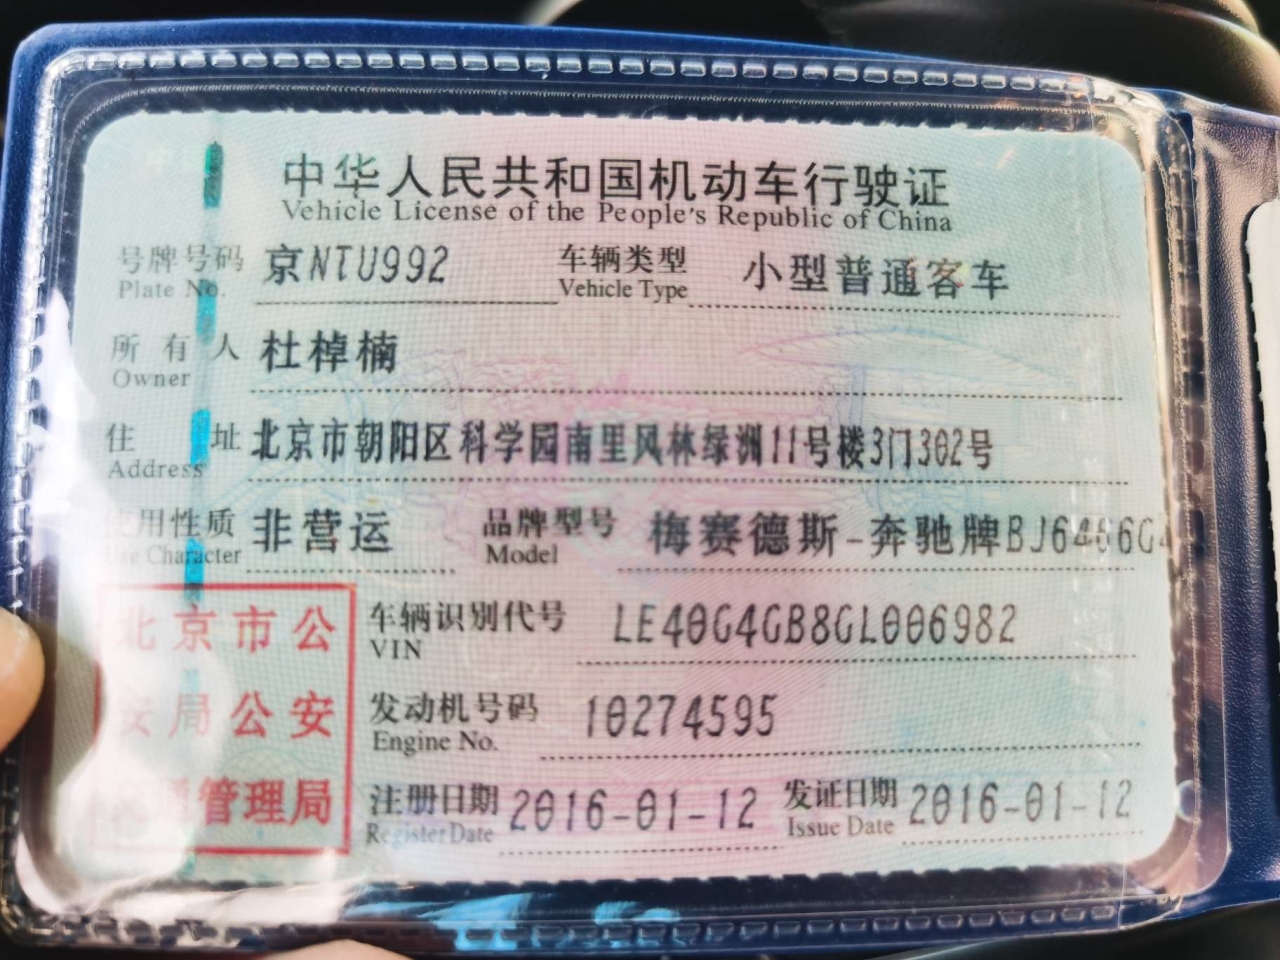 中华人民共和国机动车行驶证
Vehicle License of the People's Republic of China
号牌号码 京NTU992 车辆类型 小型普通客车
Plate No. Vehicle Type
所有人 杜棹楠
Owner
住址 北京市朝阳区科学园南里风林绿洲11号楼3门302号
Address
使用性质 非营运 品牌型号 梅赛德斯-奔驰牌BJ6466G
Use Character Model
北京市公 车辆识别代号 LE40G4GB8GL006982
VIN
安局公安 发动机号码 10274595
Engine No.
交通管理局 注册日期 2016-01-12 发证日期 2016-01-12
Register Date Issue Date